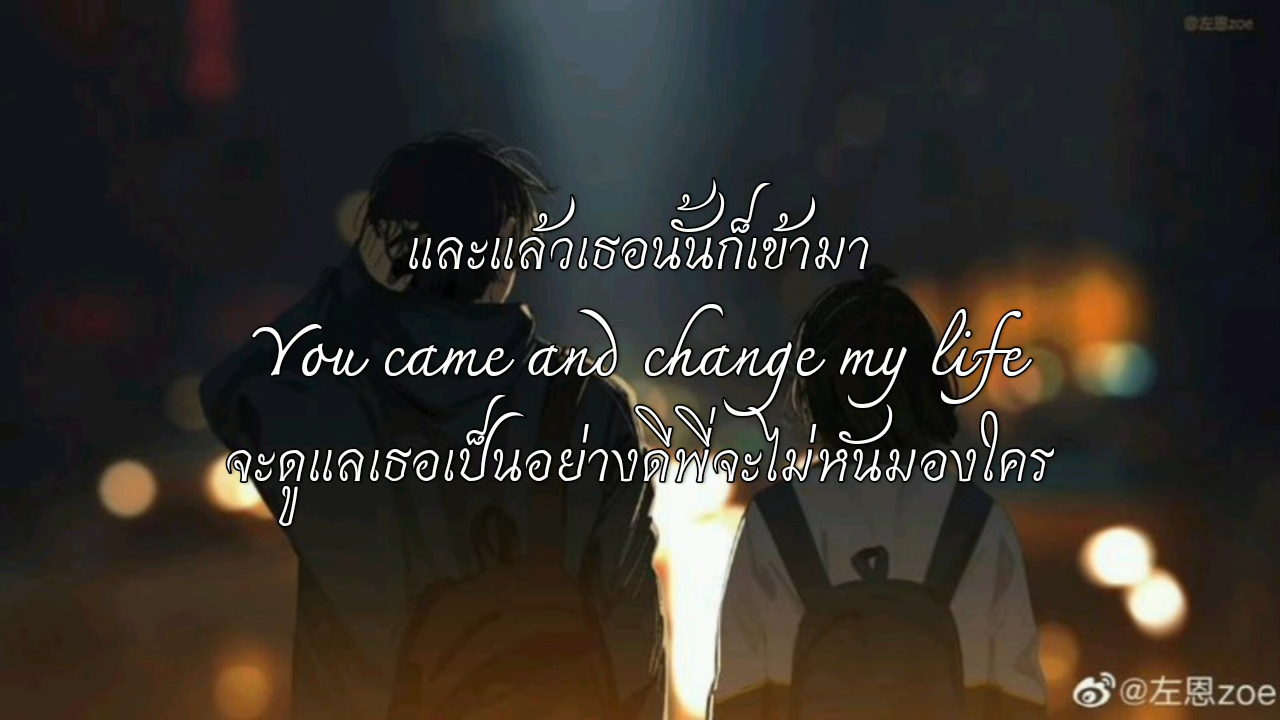 @左恩zoe
และแล้วเธอนั้นก็เข้ามา
You came and change my life
จะดูแลเธอเป็นอย่างดีพี่จะไม่หันมองใคร
@左恩zoe